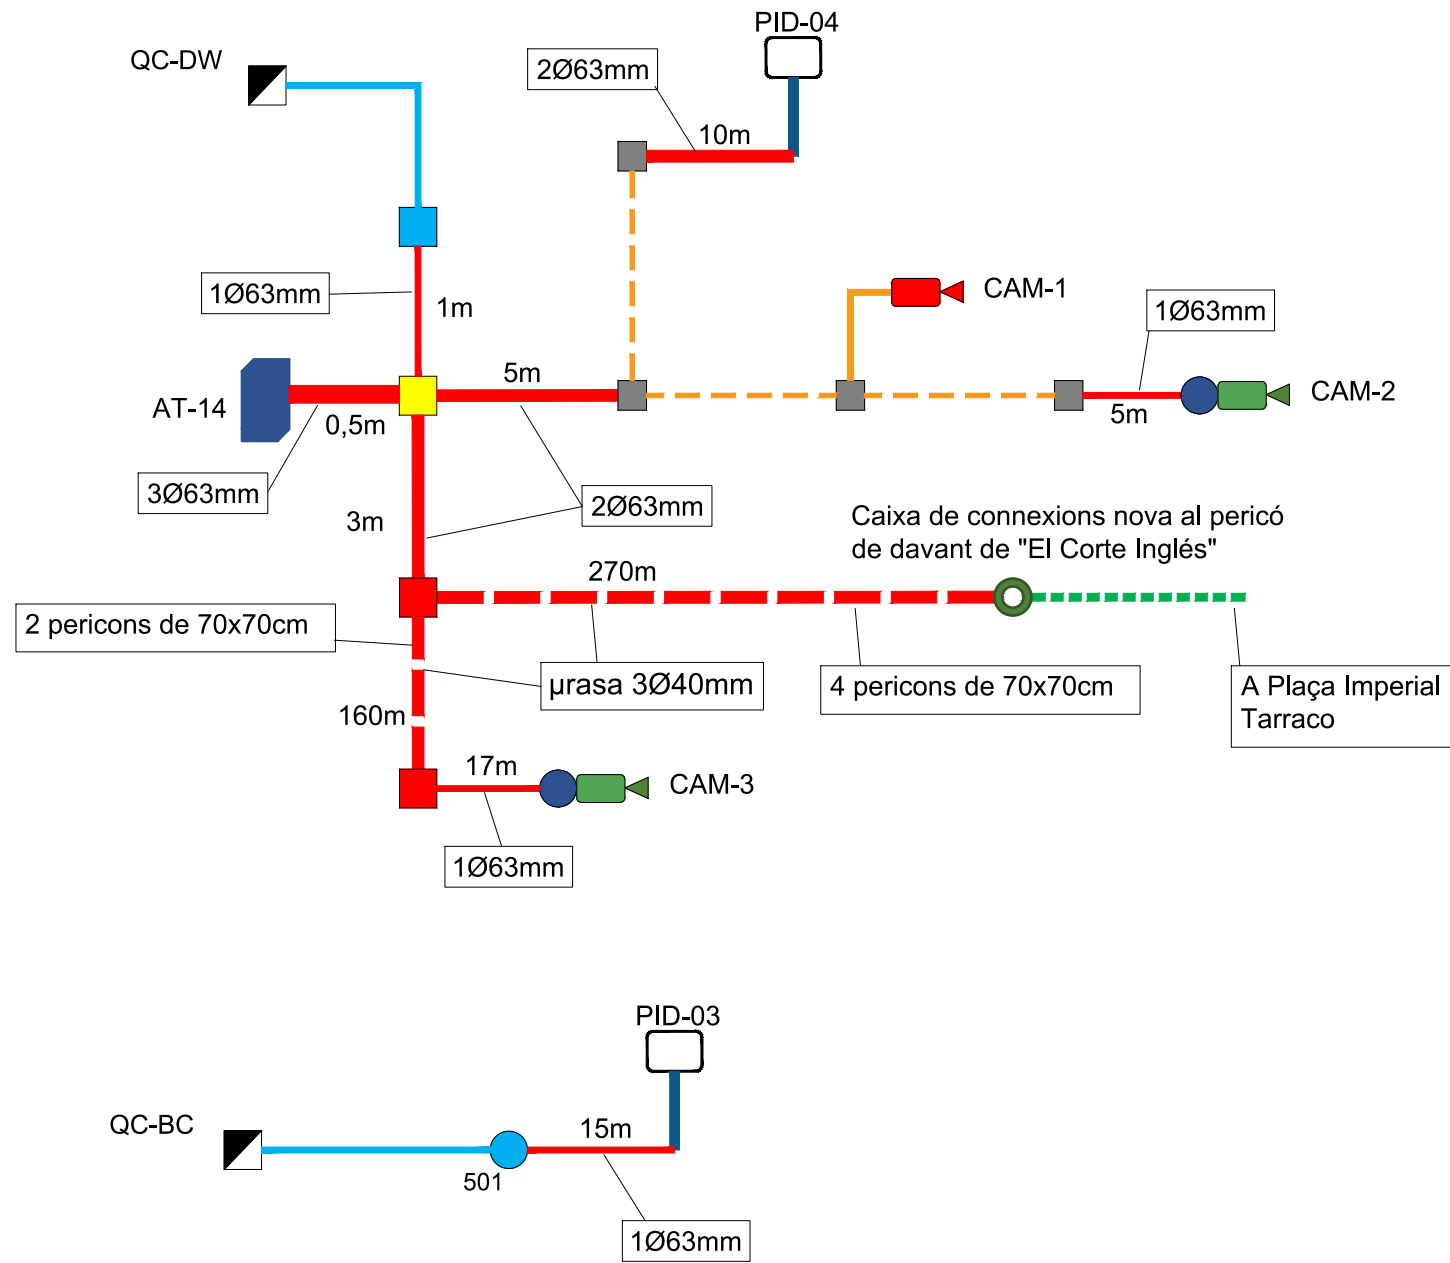 PID-04
QC-DW
2Ø63mm
10m
1Ø63mm
1m
CAM-1
1Ø63mm
5m
AT-14
0,5m
CAM-2
5m
3Ø63mm
2Ø63mm
3m
Caixa de connexions nova al pericó
de davant de "El Corte Inglés"
270m
2 pericons de 70x70cm
µrasa 3Ø40mm
4 pericons de 70x70cm
A Plaça Imperial
Tarraco
160m
17m
CAM-3
1Ø63mm
PID-03
QC-BC
15m
501
1Ø63mm